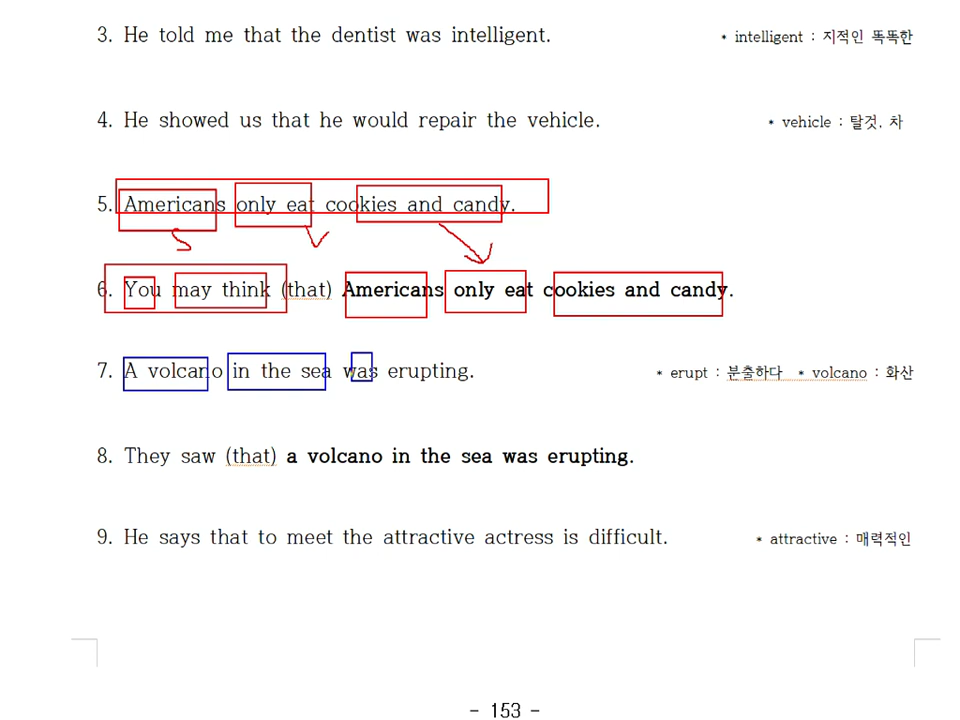 3. He told me that the dentist was intelligent. * intelligent : 지적인 똑똑한
4. He showed us that he would repair the vehicle. * vehicle : 탈것, 차
5. Americans only eat cookies and candy.
S V
6. You may think (that) Americans only eat cookies and candy.
7. A volcano in the sea was erupting. * erupt : 분출하다 * volcano : 화산
8. They saw (that) a volcano in the sea was erupting.
9. He says that to meet the attractive actress is difficult. * attractive : 매력적인
- 153 -